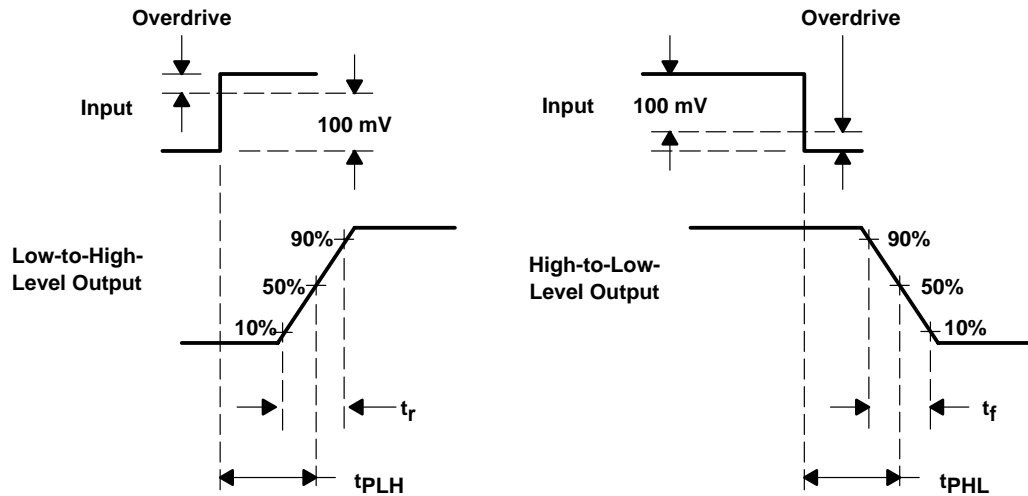 Overdrive
Input
100 mV
Low-to-High-
Level Output
90%
50%
10%
tr
tPLH
Overdrive
Input
100 mV
High-to-Low-
Level Output
90%
50%
10%
tf
tPHL